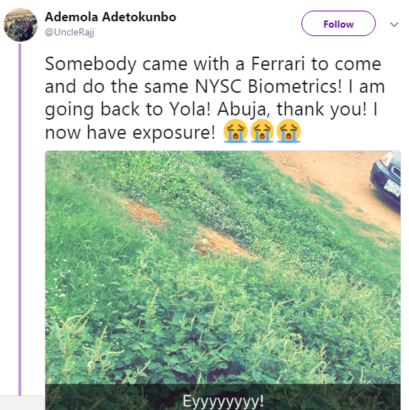 Ademola Adetokunbo
@UncleRajj
Follow
Somebody came with a Ferrari to come
and do the same NYSC Biometrics! I am
going back to Yola! Abuja, thank you! I
now have exposure! 😭😭😭
Eyyyyyyyy!